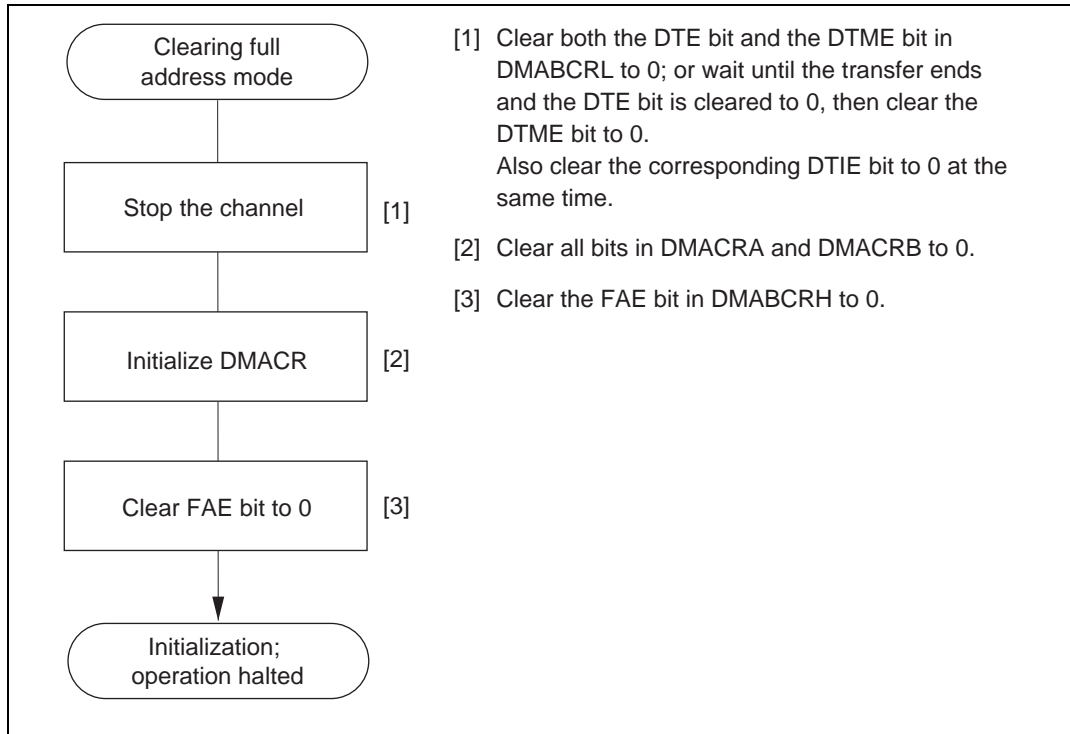 Clearing full
address mode
Stop the channel [1]
Initialize DMACR [2]
Clear FAE bit to 0 [3]
Initialization;
operation halted
[1] Clear both the DTE bit and the DTME bit in
DMABCRL to 0; or wait until the transfer ends
and the DTE bit is cleared to 0, then clear the
DTME bit to 0.
Also clear the corresponding DTIE bit to 0 at the
same time.
[2] Clear all bits in DMACRA and DMACRB to 0.
[3] Clear the FAE bit in DMABCRH to 0.